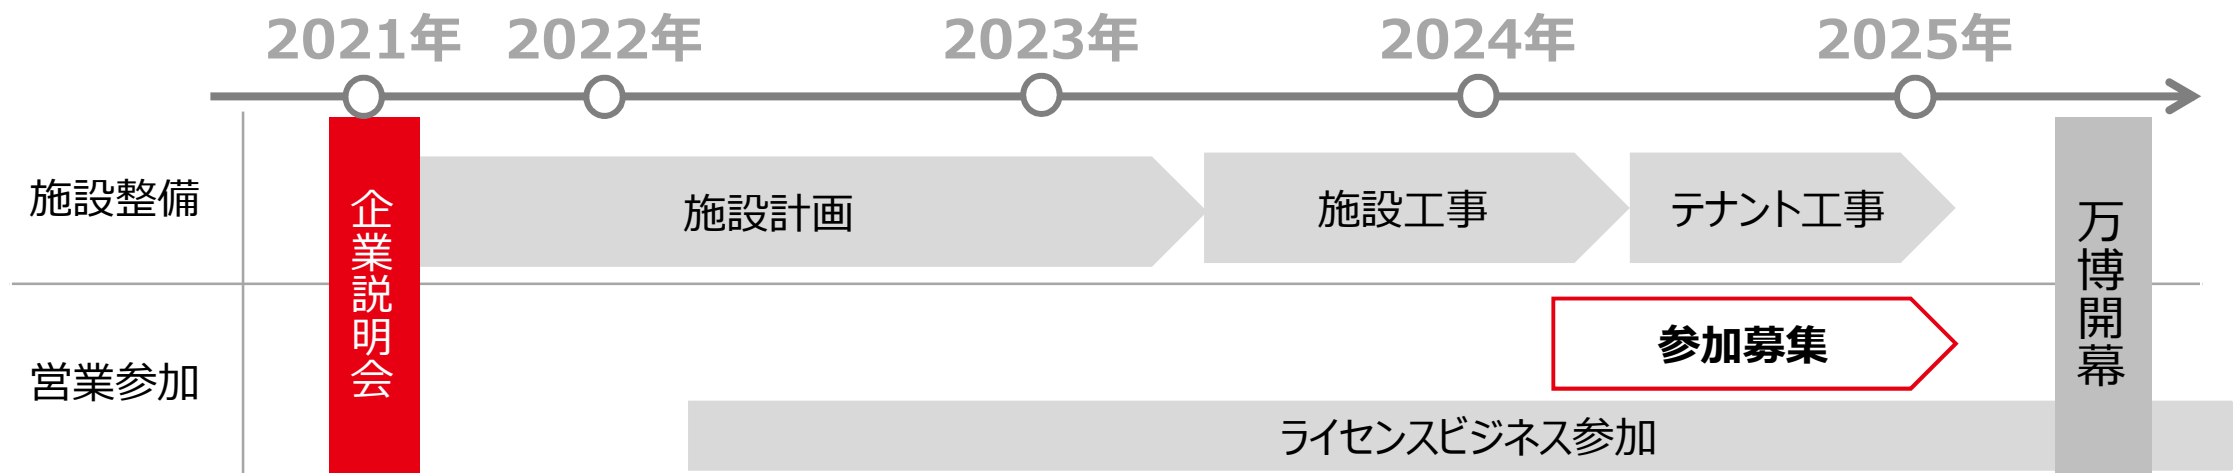 2021年
2022年
2023年
2024年
2025年
施設整備
企業説明会
施設計画
施設工事
テナント工事
万博開幕
営業参加
参加募集
ライセンスビジネス参加